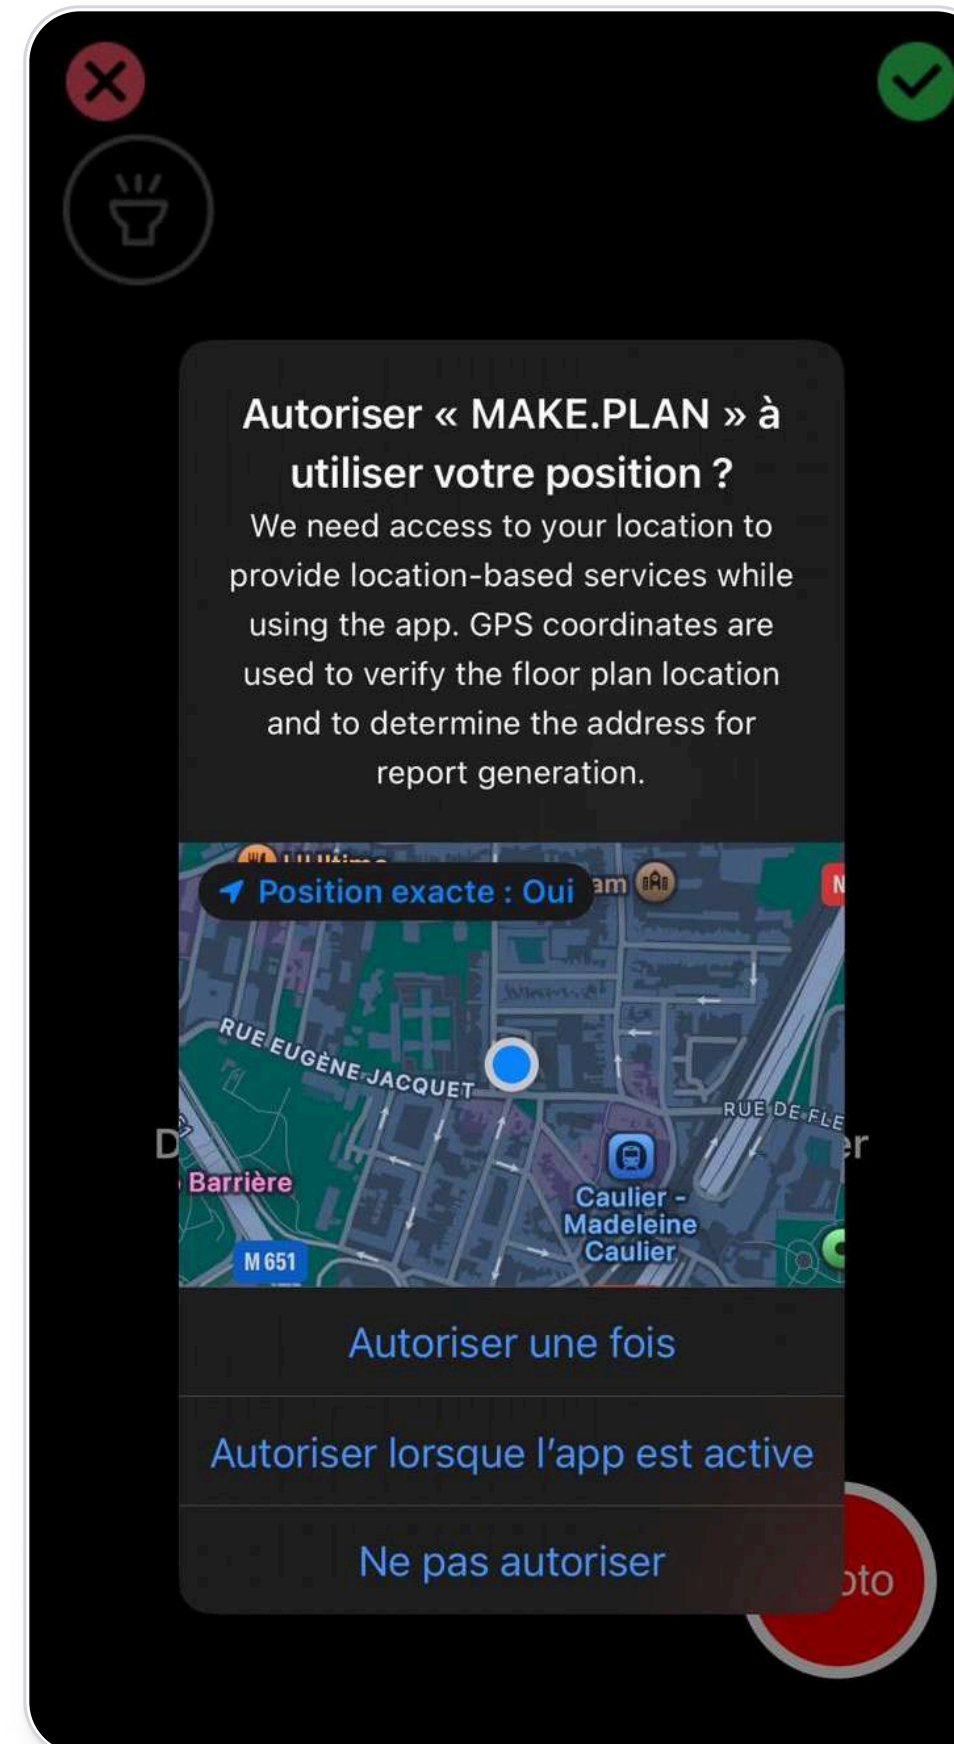 Autoriser « MAKE.PLAN » à
utiliser votre position ?
We need access to your location to
provide location-based services while
using the app. GPS coordinates are
used to verify the floor plan location
and to determine the address for
report generation.
Position exacte : Oui
RUE EUGÈNE JACQUET
RUE DE FLE
Barrière
Caulier -
Madeleine
Caulier
M 651
Autoriser une fois
Autoriser lorsque l’app est active
Ne pas autoriser